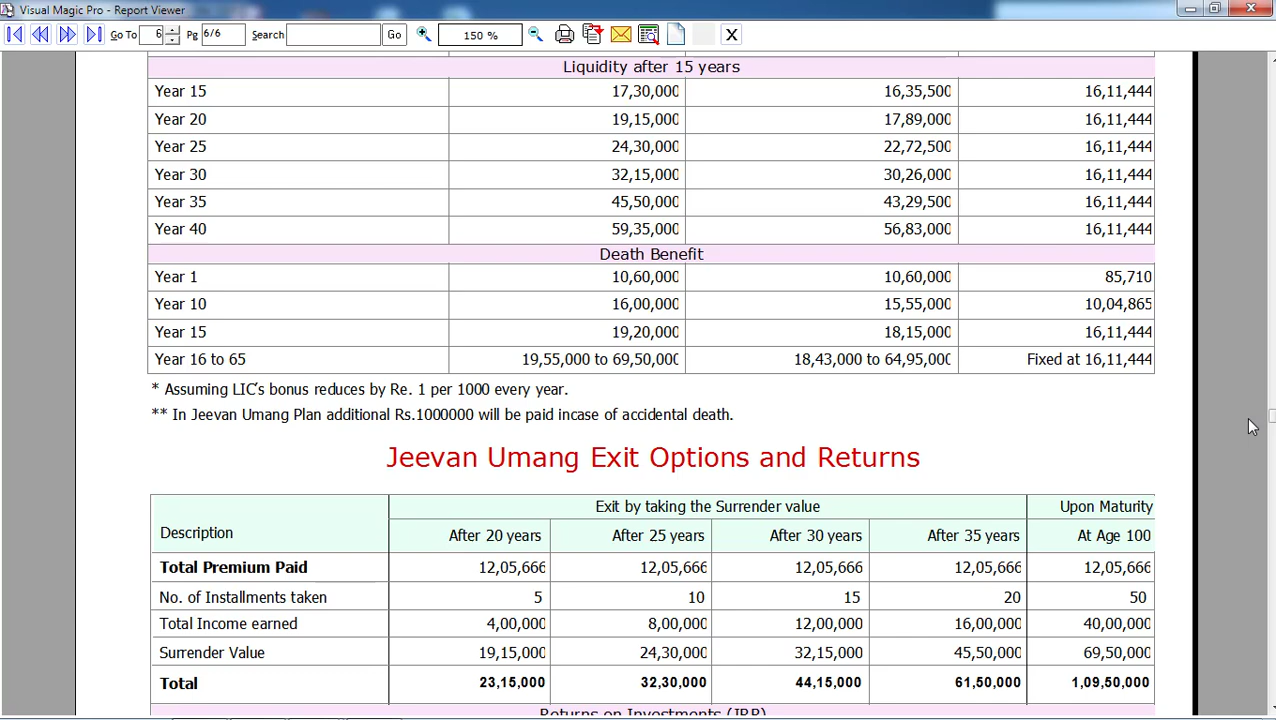 Visual Magic Pro - Report Viewer
Go To 6 Pg 6/6 Search Go 150 % X
Liquidity after 15 years
Year 15 17,30,000 16,35,500 16,11,444
Year 20 19,15,000 17,89,000 16,11,444
Year 25 24,30,000 22,72,500 16,11,444
Year 30 32,15,000 30,26,000 16,11,444
Year 35 45,50,000 43,29,500 16,11,444
Year 40 59,35,000 56,83,000 16,11,444
Death Benefit
Year 1 10,60,000 10,60,000 85,710
Year 10 16,00,000 15,55,000 10,04,865
Year 15 19,20,000 18,15,000 16,11,444
Year 16 to 65 19,55,000 to 69,50,000 18,43,000 to 64,95,000 Fixed at 16,11,444
* Assuming LIC's bonus reduces by Re. 1 per 1000 every year.
** In Jeevan Umang Plan additional Rs.1000000 will be paid incase of accidental death.
Jeevan Umang Exit Options and Returns
Exit by taking the Surrender value Upon Maturity
Description After 20 years After 25 years After 30 years After 35 years At Age 100
Total Premium Paid 12,05,666 12,05,666 12,05,666 12,05,666 12,05,666
No. of Installments taken 5 10 15 20 50
Total Income earned 4,00,000 8,00,000 12,00,000 16,00,000 40,00,000
Surrender Value 19,15,000 24,30,000 32,15,000 45,50,000 69,50,000
Total 23,15,000 32,30,000 44,15,000 61,50,000 1,09,50,000
Returns on Investments (IRR)